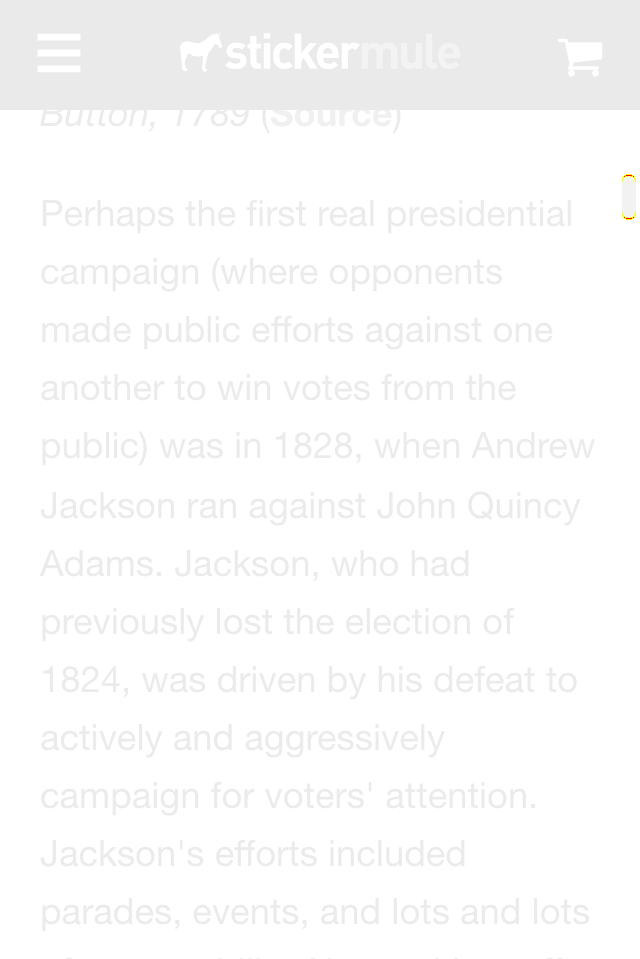 stickermule
Button, 1789 (Source)
Perhaps the first real presidential
campaign (where opponents
made public efforts against one
another to win votes from the
public) was in 1828, when Andrew
Jackson ran against John Quincy
Adams. Jackson, who had
previously lost the election of
1824, was driven by his defeat to
actively and aggressively
campaign for voters' attention.
Jackson's efforts included
parades, events, and lots and lots